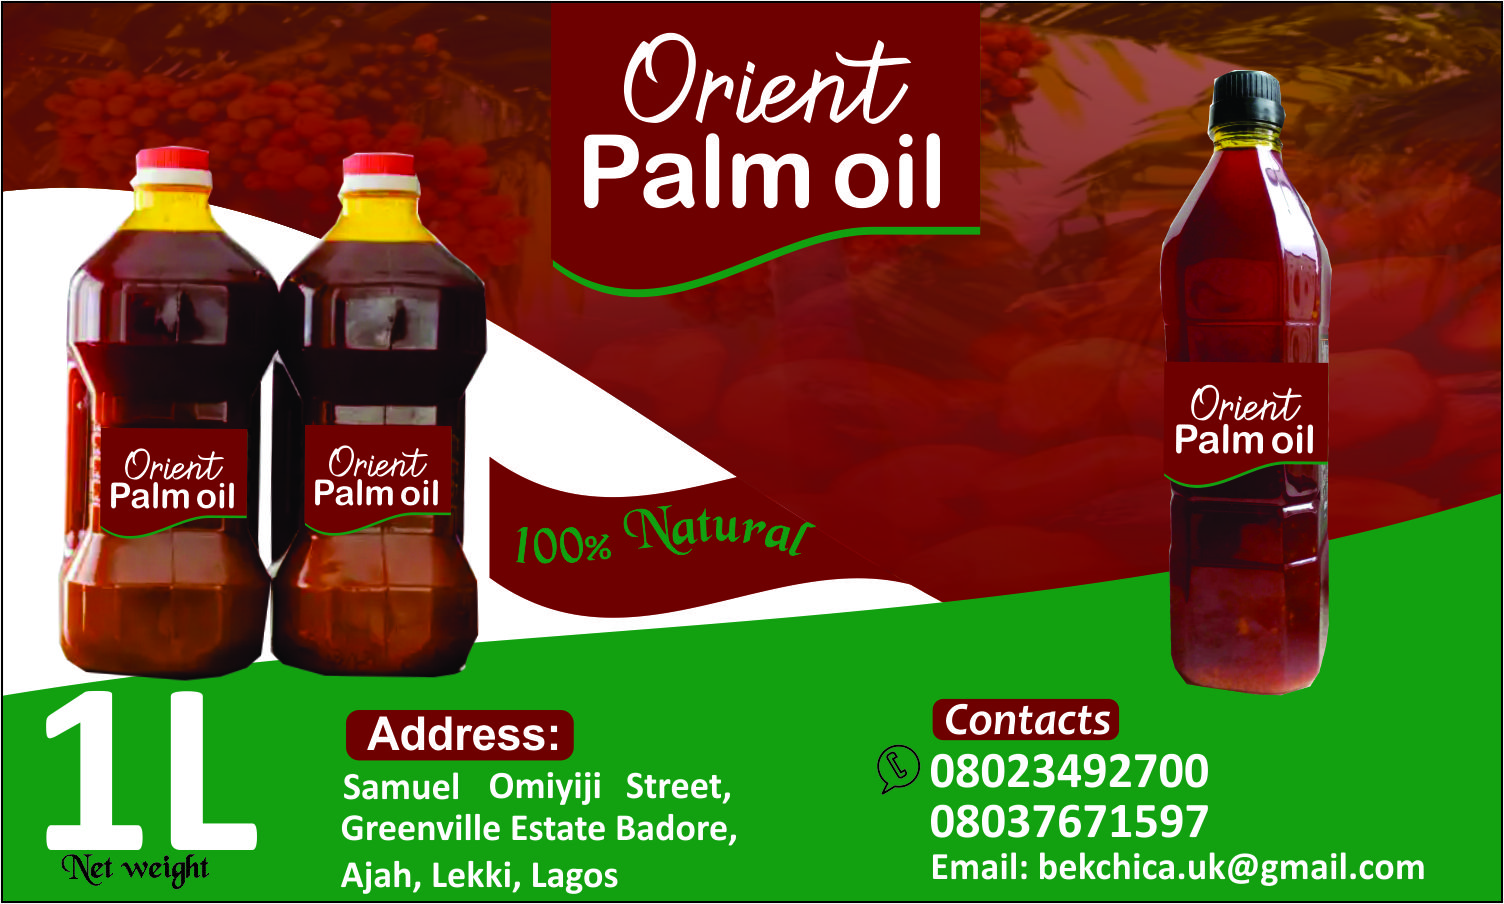 Orient
Palm oil
Orient
Palm oil
Orient
Palm oil
Orient
Palm oil
100% Natural
1L
Net weight
Address:
Samuel Omiyiji Street,
Greenville Estate Badore,
Ajah, Lekki, Lagos
Contacts
08023492700
08037671597
Email: bekchica.uk@gmail.com